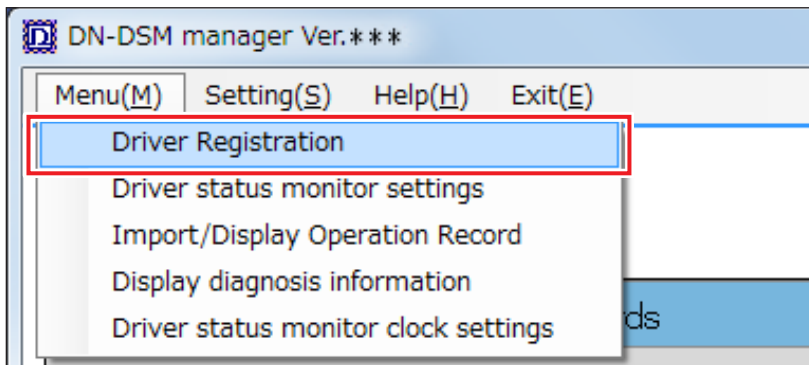 DN-DSM manager Ver.***
Menu(M) Setting(S) Help(H) Exit(E)
Driver Registration
Driver status monitor settings
Import/Display Operation Record
Display diagnosis information
Driver status monitor clock settings